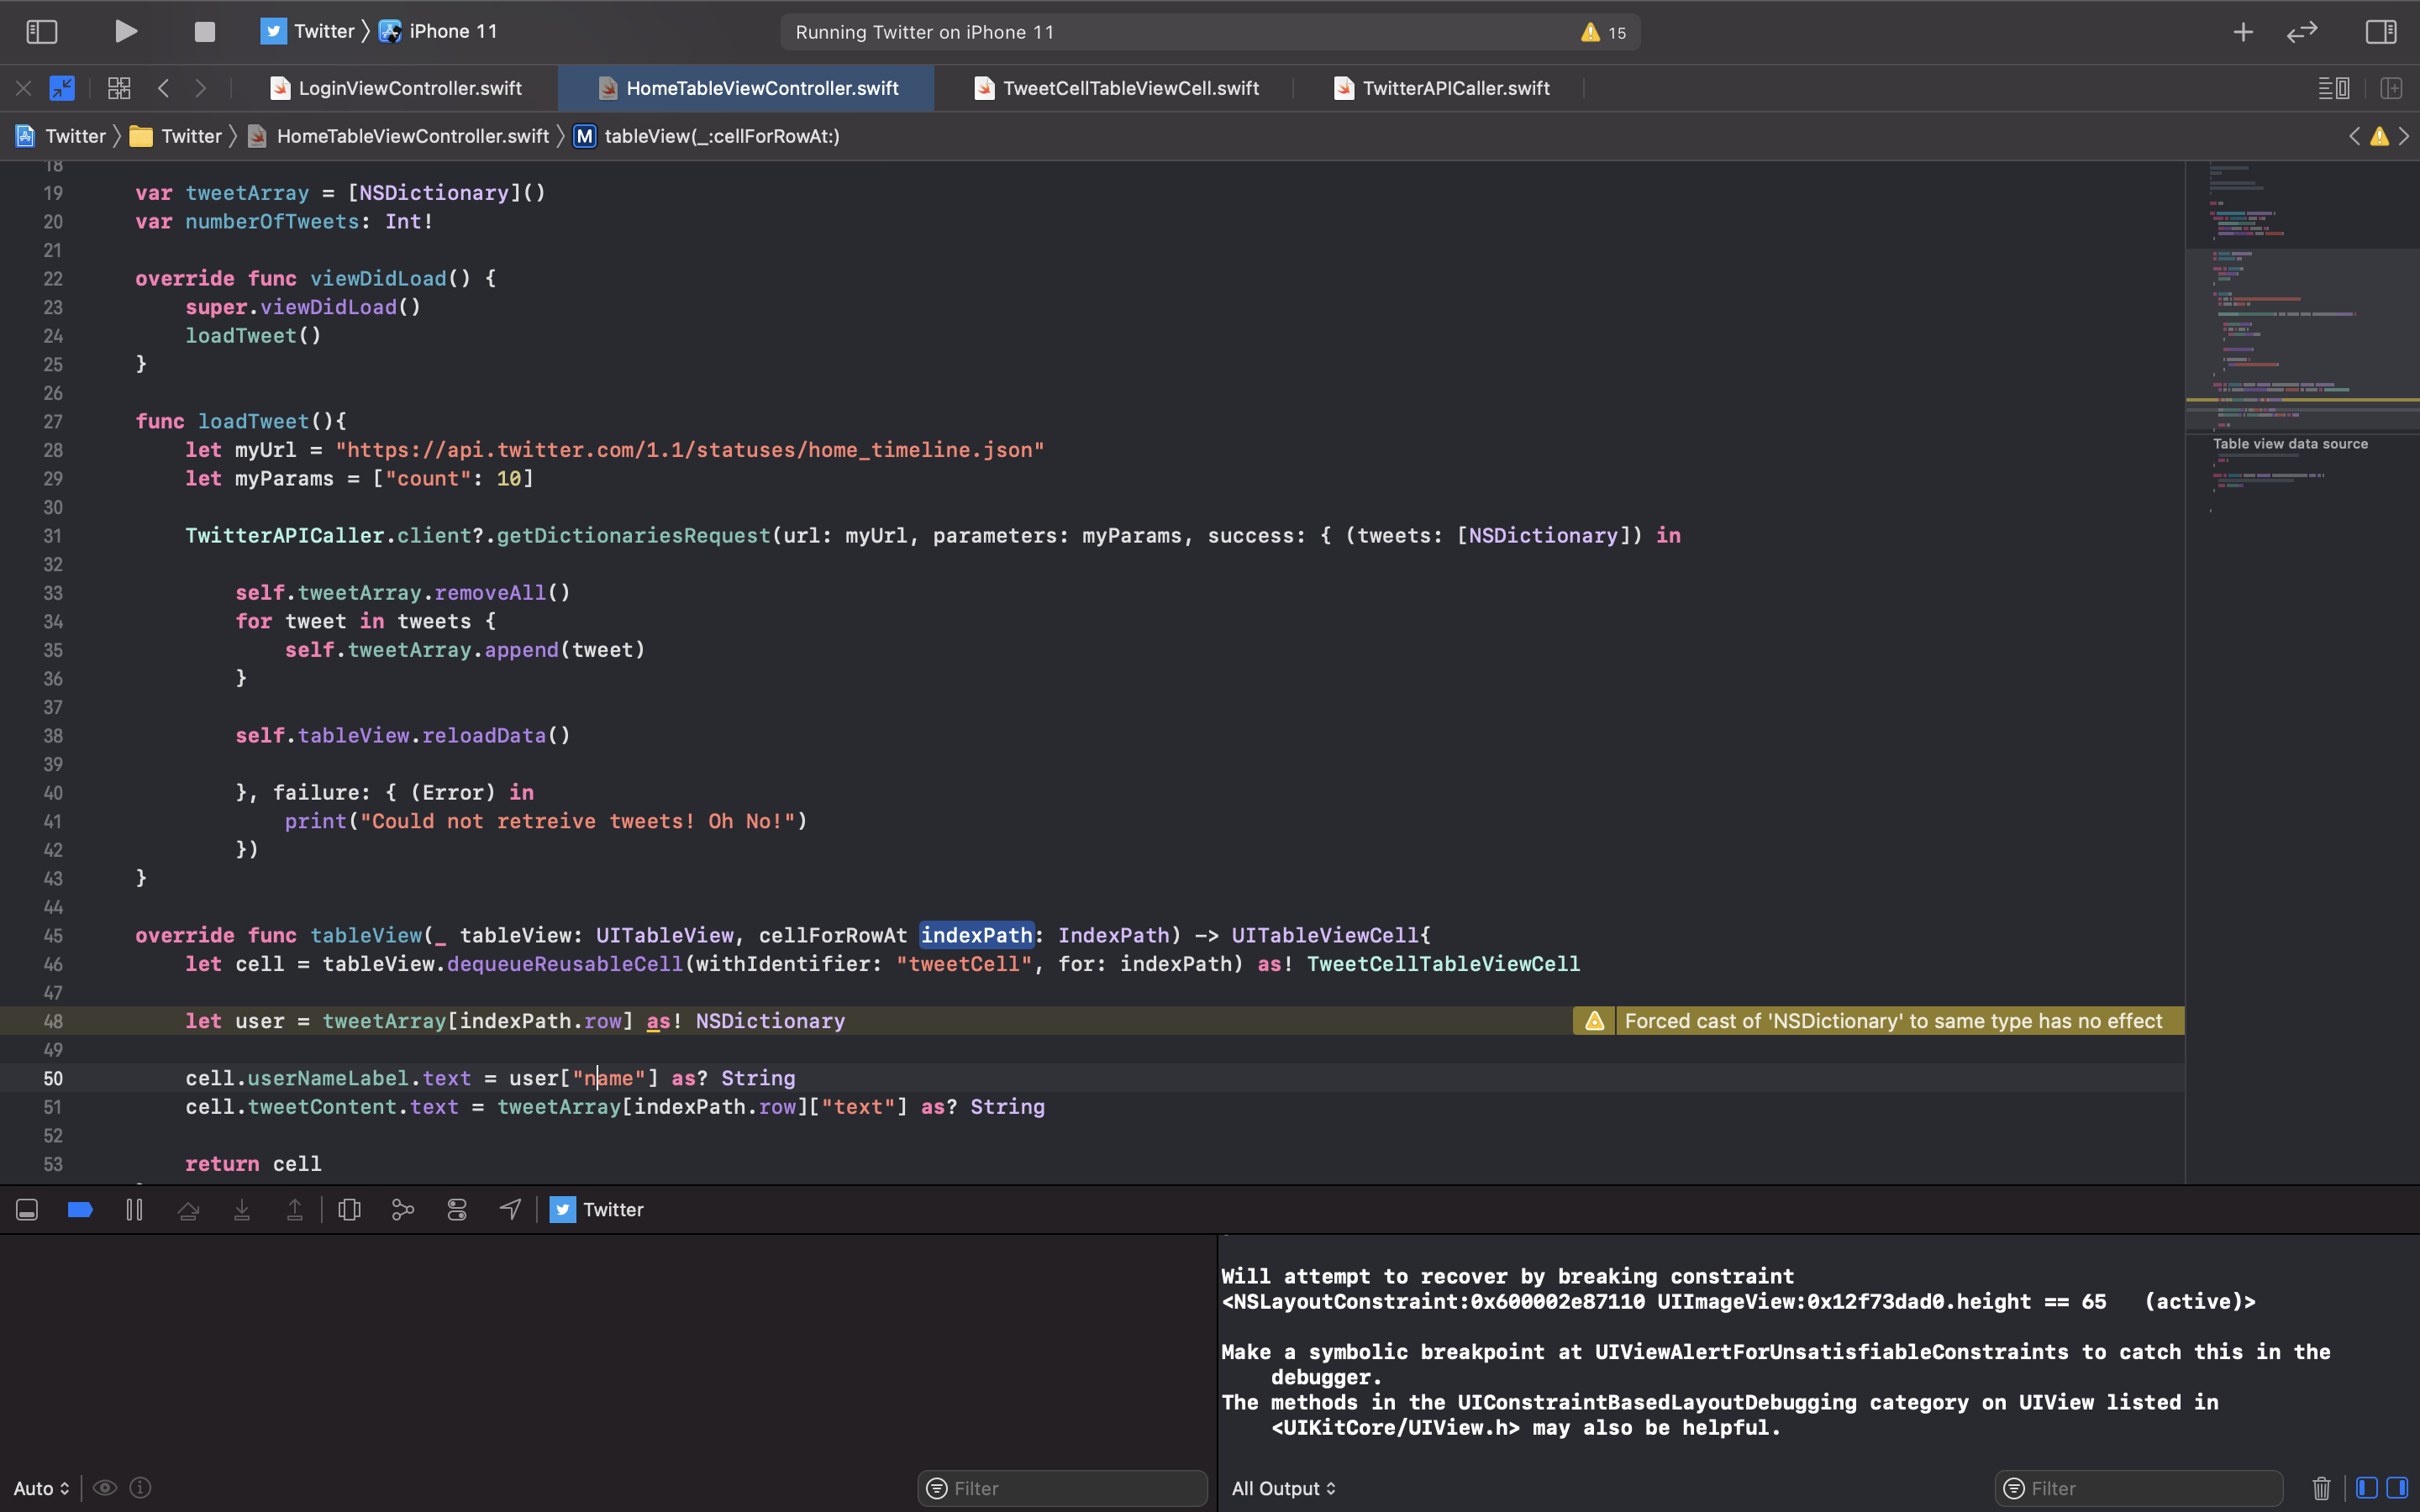 Twitter 〉 iPhone 11
Running Twitter on iPhone 11
15
LoginViewController.swift
HomeTableViewController.swift
TweetCellTableViewCell.swift
TwitterAPICaller.swift
Twitter 〉 Twitter 〉 HomeTableViewController.swift 〉 M tableView(_:cellForRowAt:)
18
19 var tweetArray = [NSDictionary]()
20 var numberOfTweets: Int!
21
22 override func viewDidLoad() {
23 super.viewDidLoad()
24 loadTweet()
25 }
26
27 func loadTweet(){
28 let myUrl = "https://api.twitter.com/1.1/statuses/home_timeline.json"
29 let myParams = ["count": 10]
30
31 TwitterAPICaller.client?.getDictionariesRequest(url: myUrl, parameters: myParams, success: { (tweets: [NSDictionary]) in
32
33 self.tweetArray.removeAll()
34 for tweet in tweets {
35 self.tweetArray.append(tweet)
36 }
37
38 self.tableView.reloadData()
39
40 }, failure: { (Error) in
41 print("Could not retreive tweets! Oh No!")
42 })
43 }
44
45 override func tableView(_ tableView: UITableView, cellForRowAt indexPath: IndexPath) -> UITableViewCell{
46 let cell = tableView.dequeueReusableCell(withIdentifier: "tweetCell", for: indexPath) as! TweetCellTableViewCell
47
48 let user = tweetArray[indexPath.row] as! NSDictionary
Forced cast of 'NSDictionary' to same type has no effect
49
50 cell.userNameLabel.text = user["name"] as? String
51 cell.tweetContent.text = tweetArray[indexPath.row]["text"] as? String
52
53 return cell
Table view data source
Twitter
Will attempt to recover by breaking constraint
<NSLayoutConstraint:0x600002e87110 UIImageView:0x12f73dad0.height == 65 (active)>
Make a symbolic breakpoint at UIViewAlertForUnsatisfiableConstraints to catch this in the
debugger.
The methods in the UIConstraintBasedLayoutDebugging category on UIView listed in
<UIKitCore/UIView.h> may also be helpful.
Auto
Filter
All Output
Filter